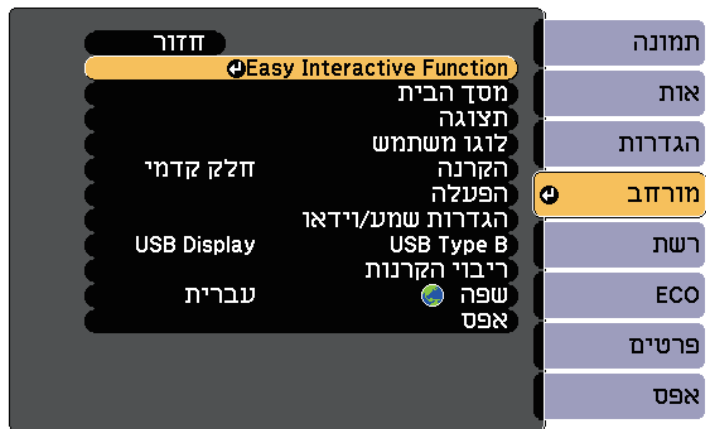 תמונה
אות
הגדרות
מורחב
רשת
ECO
פרטים
אפס
חזור
Easy Interactive Function
מסך הבית
תצוגה
לוגו משתמש
הקרנה חלק קדמי
הפעלה
הגדרות שמע/וידאו
USB Type B USB Display
ריבוי הקרנות
שפה עברית
אפס